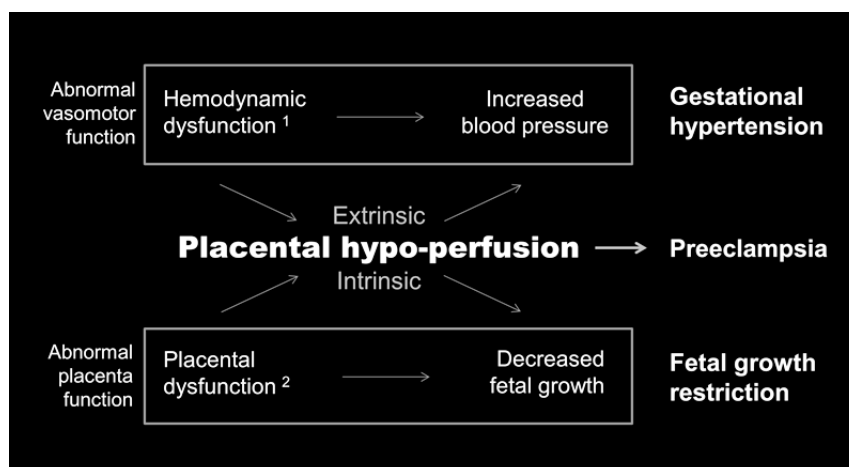 Abnormal
vasomotor
function
Hemodynamic
dysfunction ¹
Increased
blood pressure
Gestational
hypertension
Extrinsic
Placental hypo-perfusion
Preeclampsia
Intrinsic
Abnormal
placenta
function
Placental
dysfunction ²
Decreased
fetal growth
Fetal growth
restriction